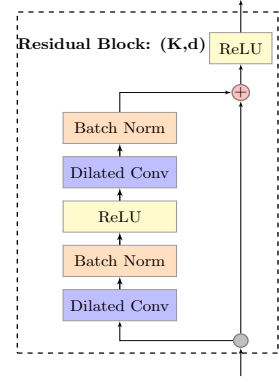 Residual Block: (K,d)
ReLU
+
Batch Norm
Dilated Conv
ReLU
Batch Norm
Dilated Conv